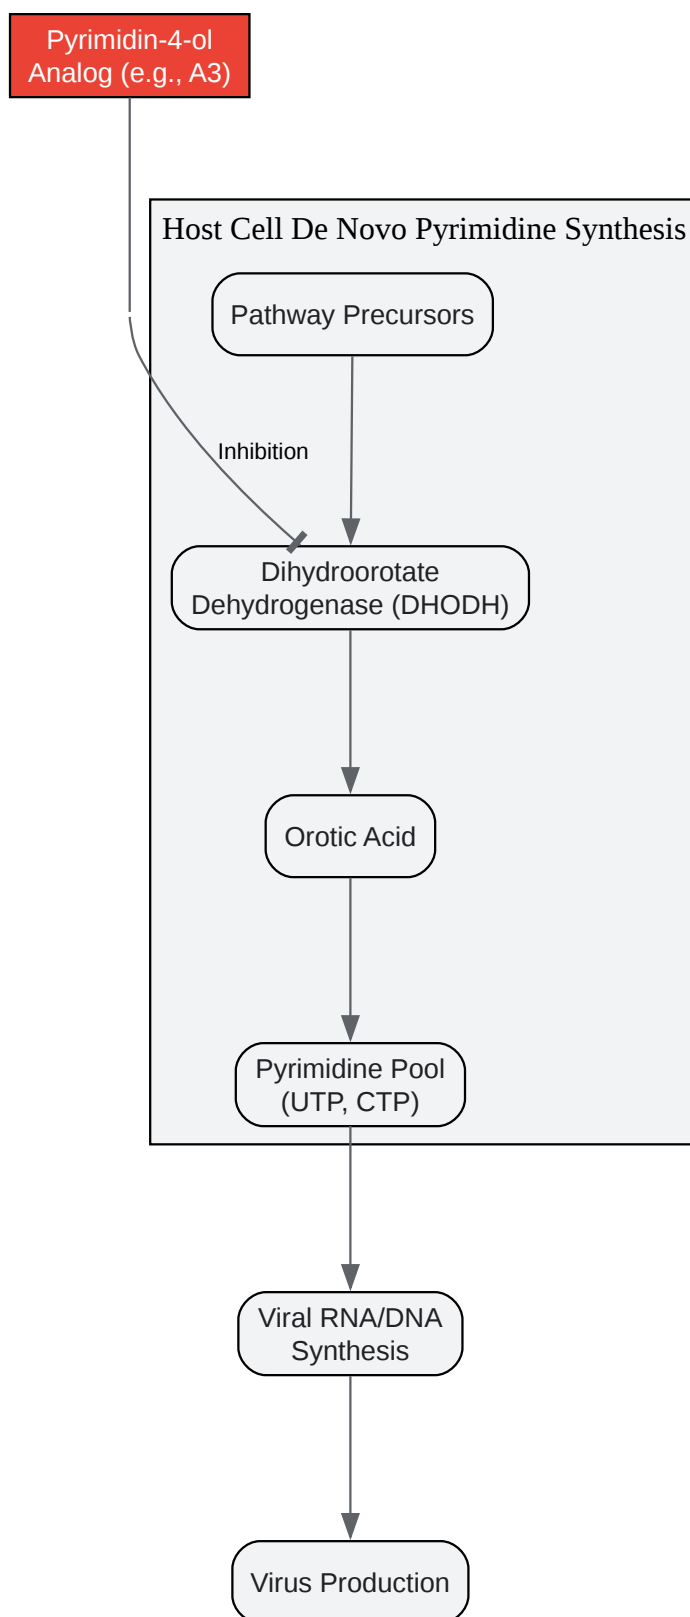 Pyrimidin-4-ol
Analog (e.g., A3)
Host Cell De Novo Pyrimidine Synthesis
Pathway Precursors
Inhibition
Dihydroorotate
Dehydrogenase (DHODH)
Orotic Acid
Pyrimidine Pool
(UTP, CTP)
Viral RNA/DNA
Synthesis
Virus Production